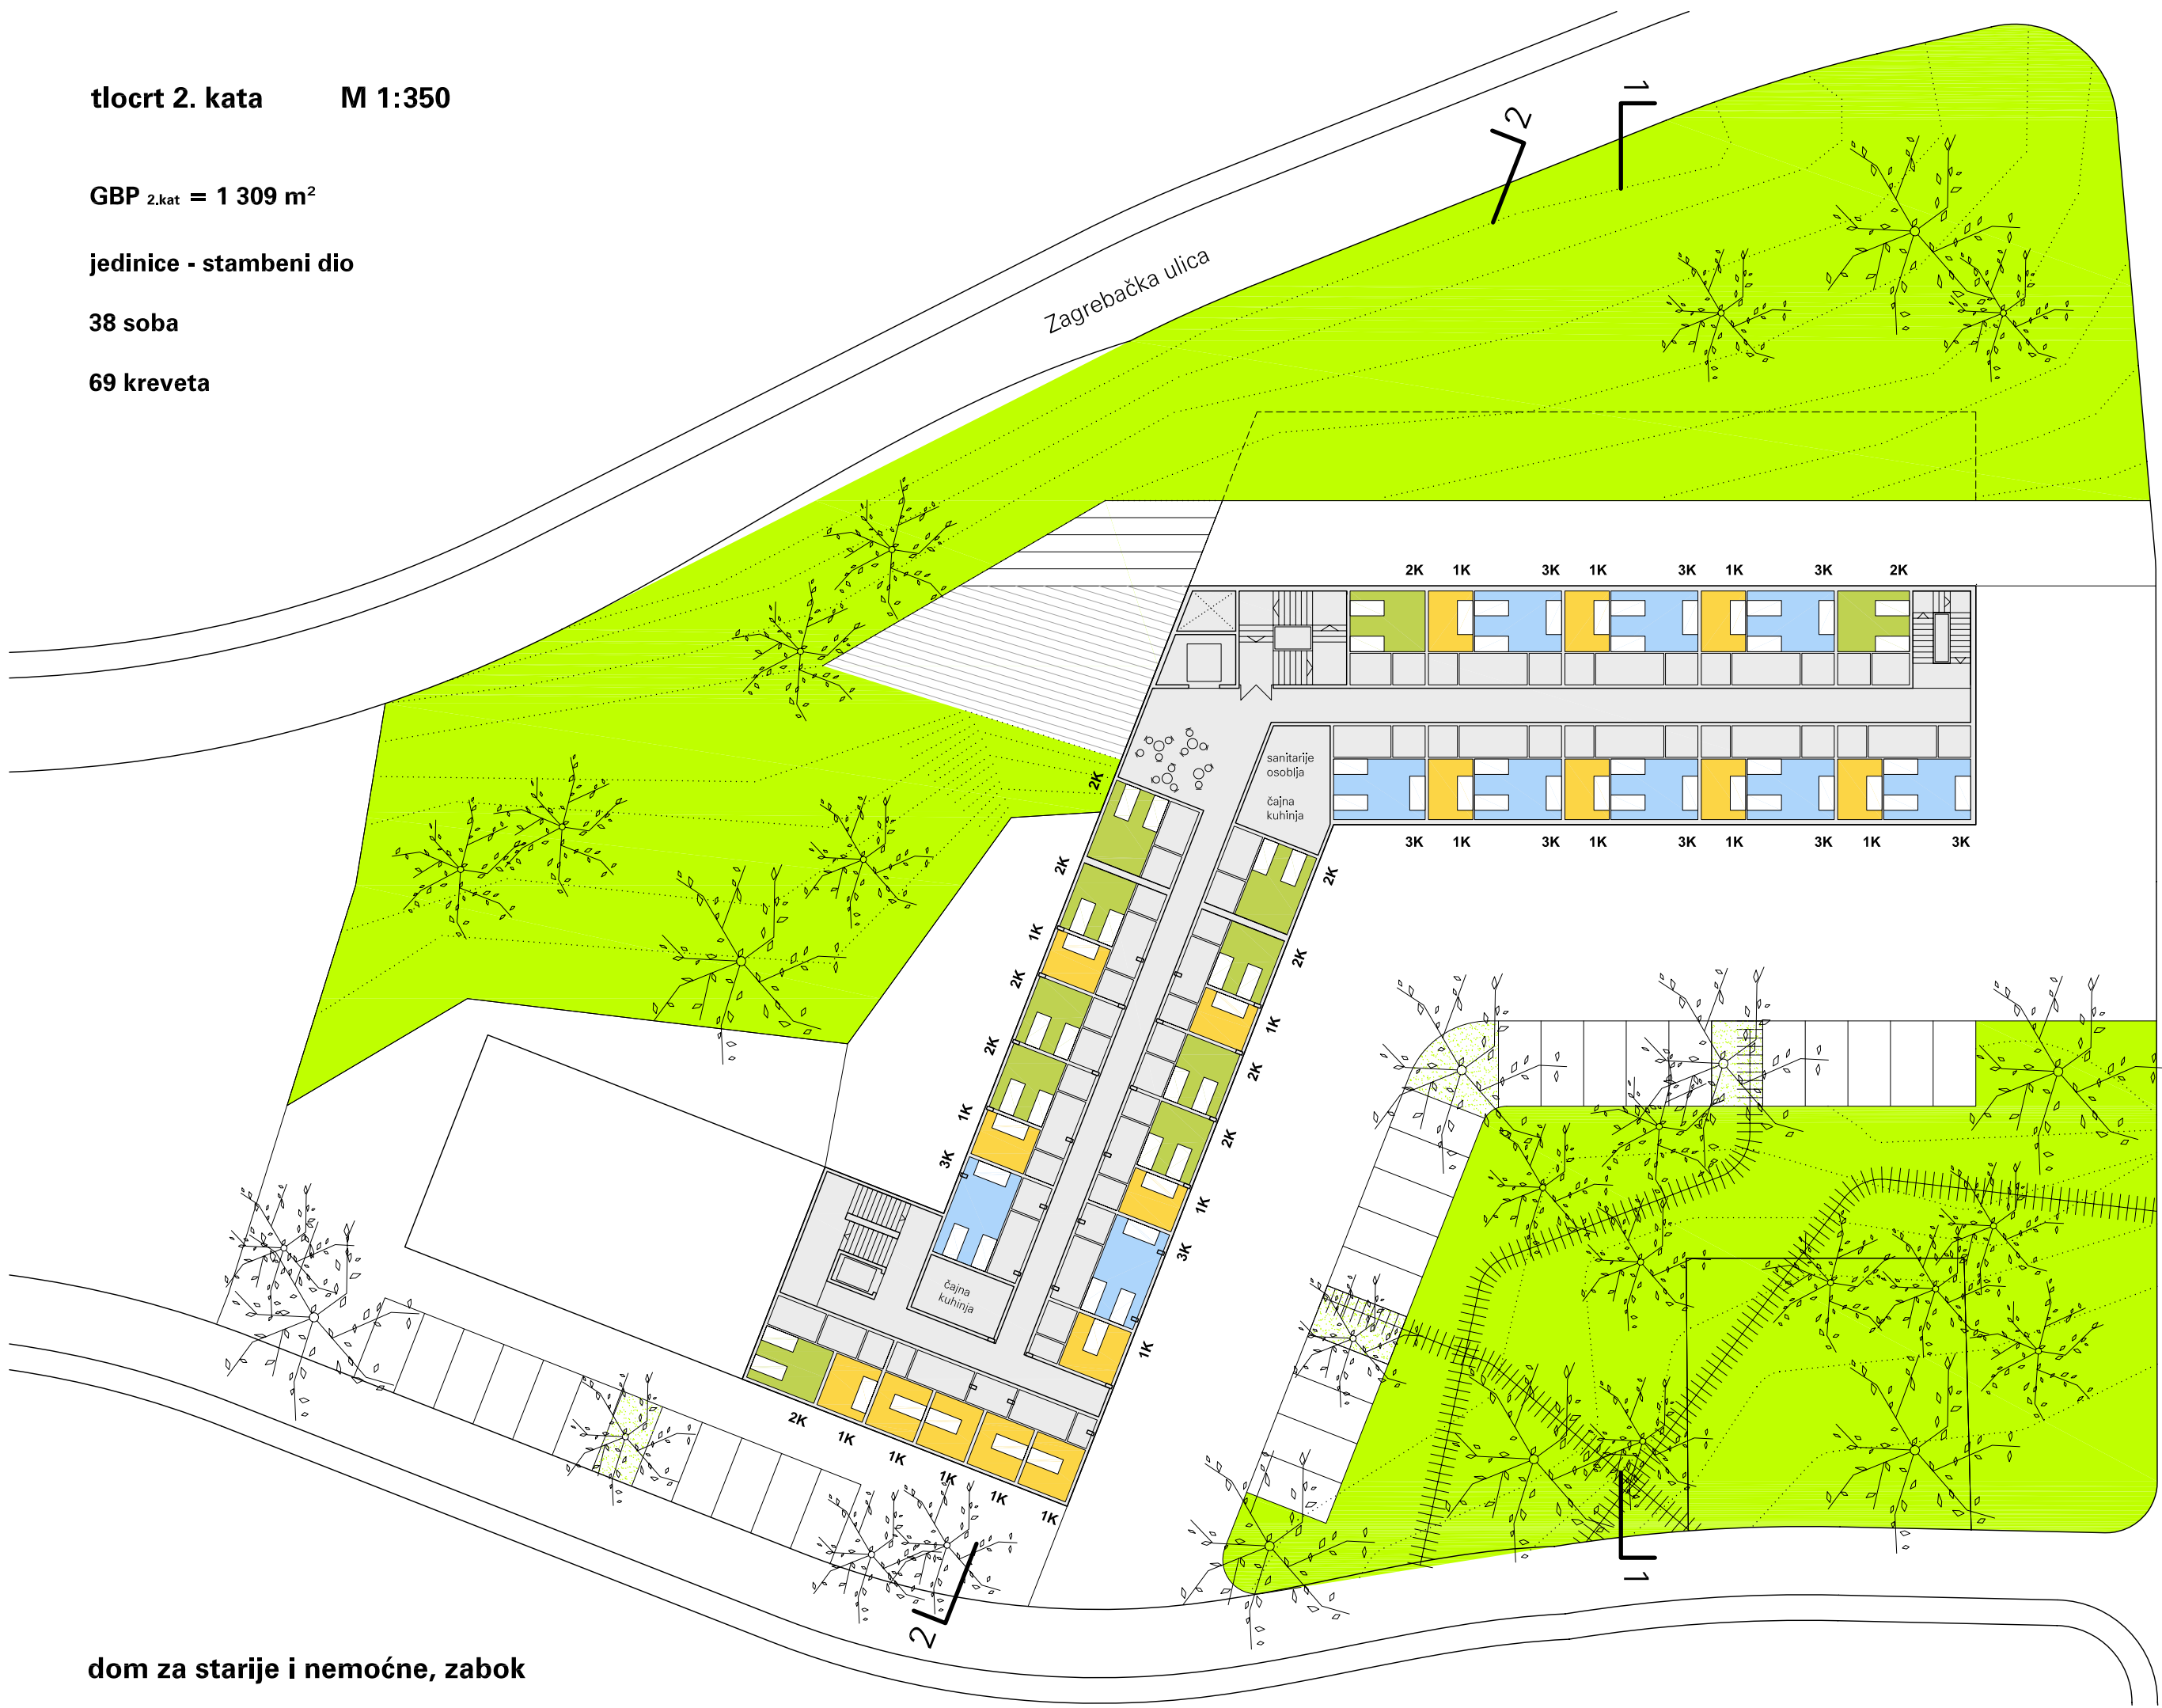 tlocrt 2. kata M 1:350
GBP 2.kat = 1 309 m²
jedinice - stambeni dio
38 soba
69 kreveta
Zagrebačka ulica
2
1
2K 1K 3K 1K 3K 1K 3K 2K
sanitarije
osoblja
čajna
kuhinja
3K 1K 3K 1K 3K 1K 3K 1K 3K
2K
2K
1K
2K
2K
1K
3K
2K
2K
1K
2K
2K
1K
3K
1K
čajna
kuhinja
2K
1K
1K
1K
1K
1K
2
1
dom za starije i nemoćne, zabok